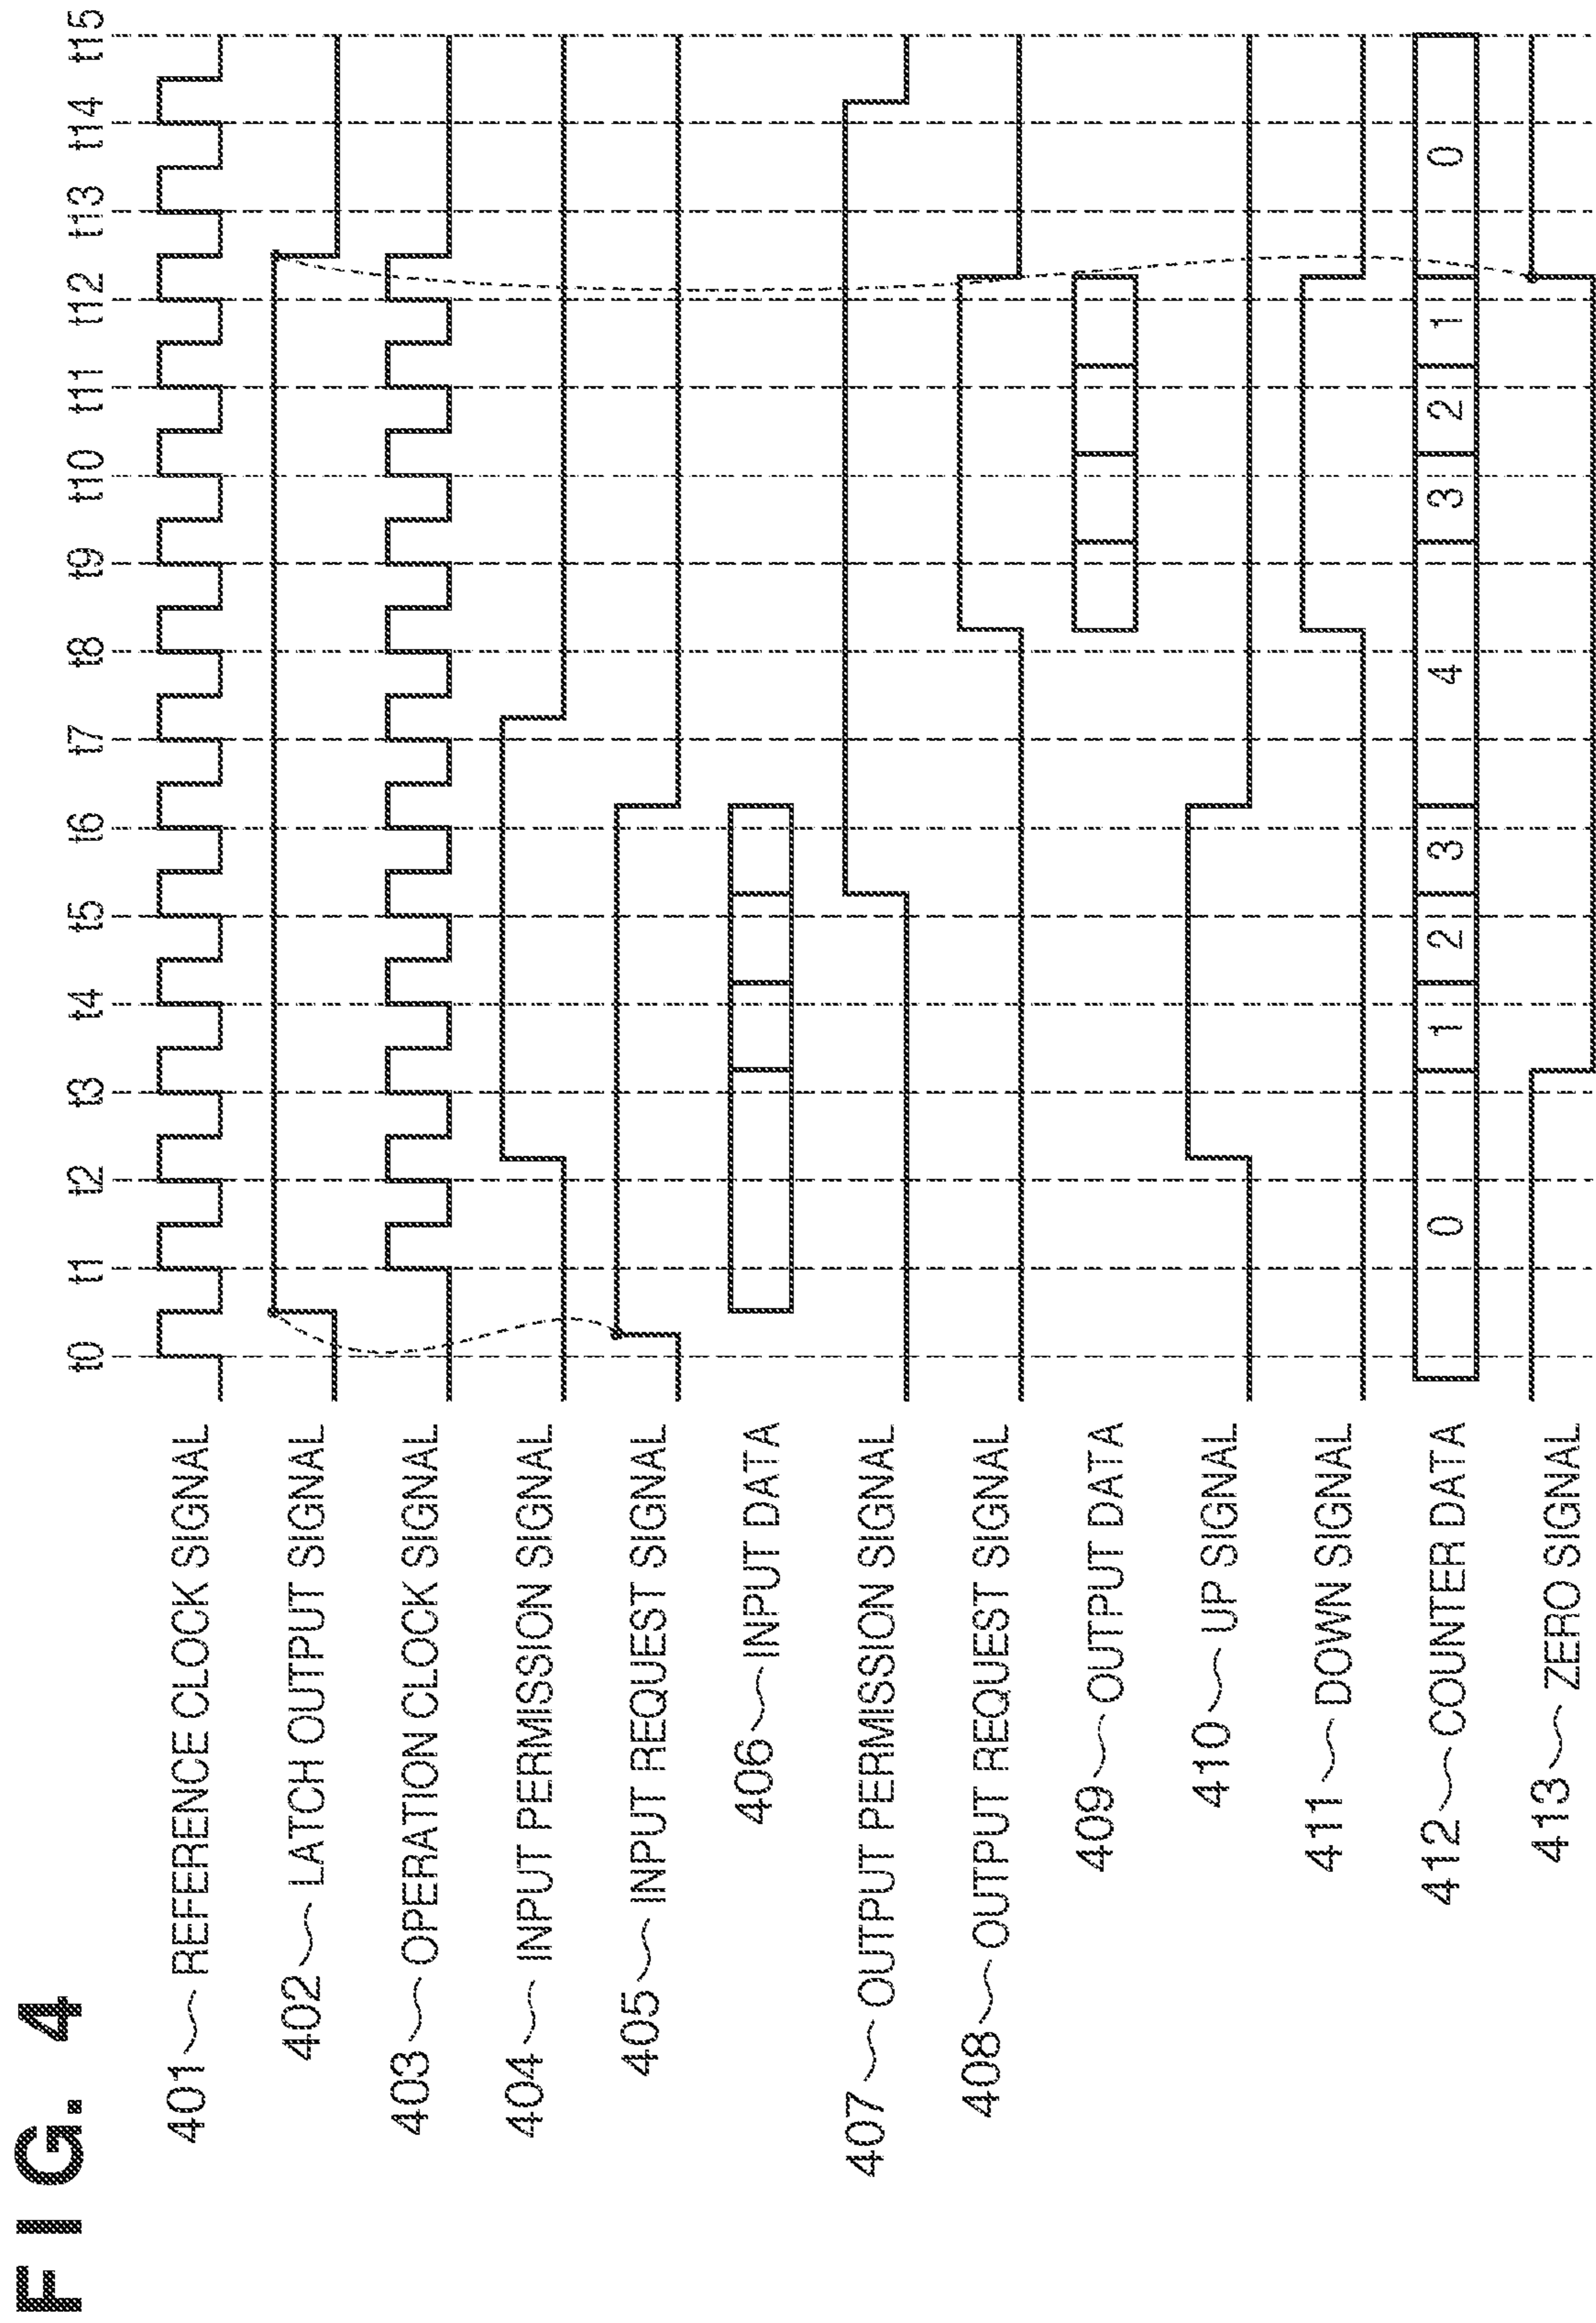 FIG. 4
t0 t1 t2 t3 t4 t5 t6 t7 t8 t9 t10 t11 t12 t13 t14 t15
401 REFERENCE CLOCK SIGNAL
402 LATCH OUTPUT SIGNAL
403 OPERATION CLOCK SIGNAL
404 INPUT PERMISSION SIGNAL
405 INPUT REQUEST SIGNAL
406 INPUT DATA
407 OUTPUT PERMISSION SIGNAL
408 OUTPUT REQUEST SIGNAL
409 OUTPUT DATA
410 UP SIGNAL
411 DOWN SIGNAL
412 COUNTER DATA 0 1 2 3 4 3 2 1 0
413 ZERO SIGNAL